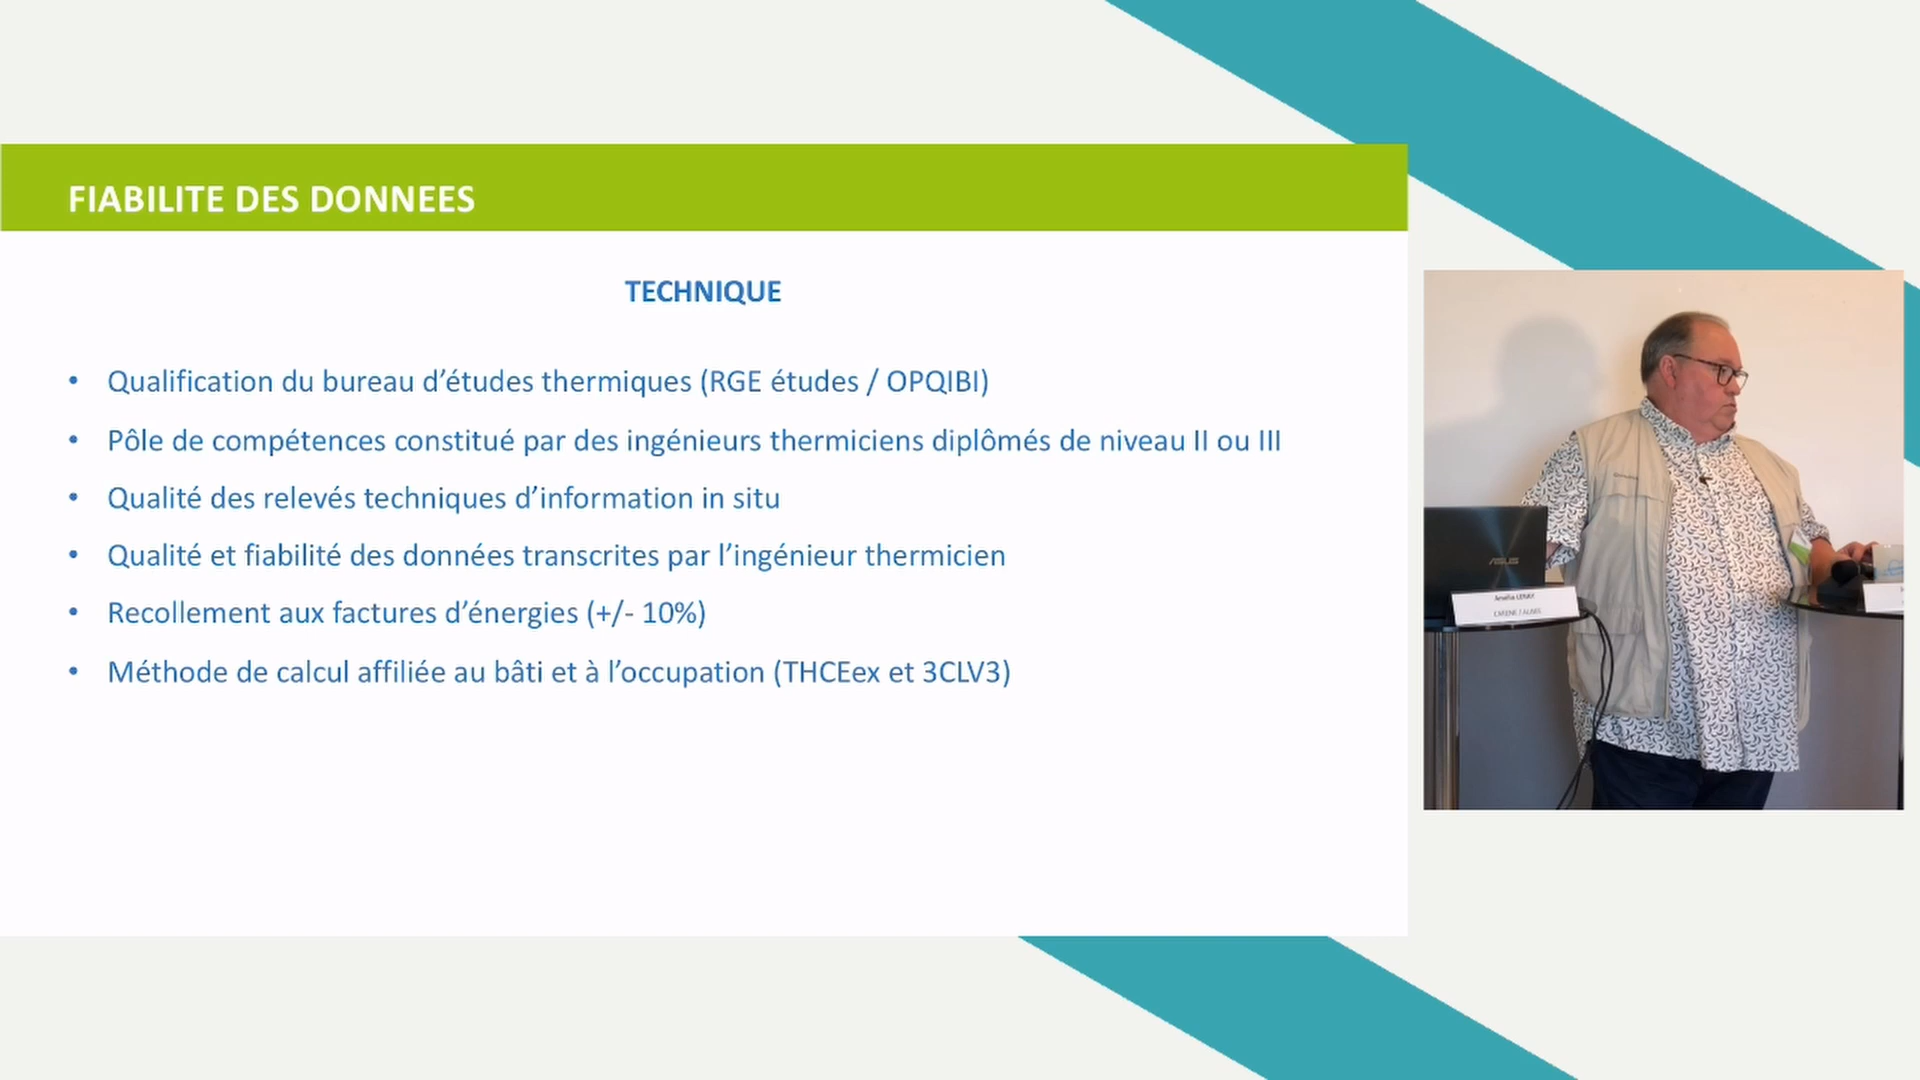 FIABILITE DES DONNEES
TECHNIQUE
• Qualification du bureau d’études thermiques (RGE études / OPQIBI)
• Pôle de compétences constitué par des ingénieurs thermiciens diplômés de niveau II ou III
• Qualité des relevés techniques d’information in situ
• Qualité et fiabilité des données transcrites par l’ingénieur thermicien
• Recollement aux factures d’énergies (+/- 10%)
• Méthode de calcul affiliée au bâti et à l’occupation (THCEex et 3CLV3)
ASUS
Amélia